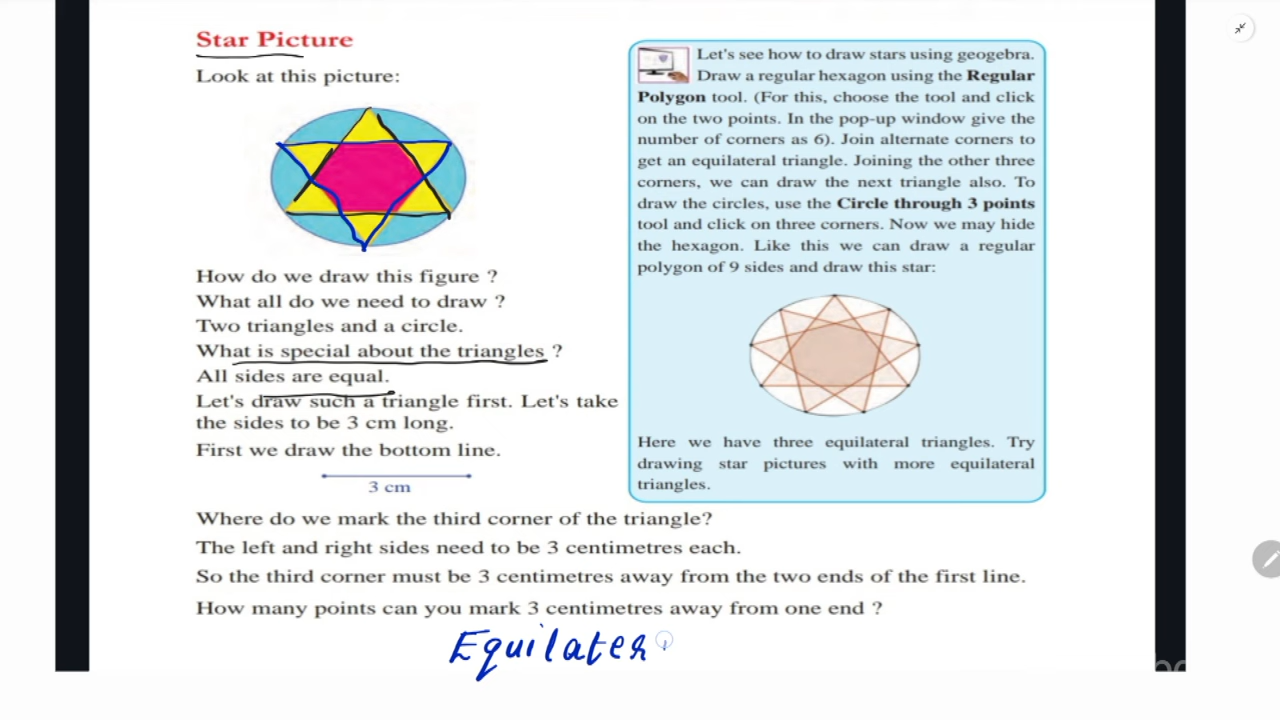 Star Picture
Look at this picture:
How do we draw this figure ?
What all do we need to draw ?
Two triangles and a circle.
What is special about the triangles ?
All sides are equal.
Let's draw such a triangle first. Let's take
the sides to be 3 cm long.
First we draw the bottom line.
3 cm
Let's see how to draw stars using geogebra.
Draw a regular hexagon using the Regular
Polygon tool. (For this, choose the tool and click
on the two points. In the pop-up window give the
number of corners as 6). Join alternate corners to
get an equilateral triangle. Joining the other three
corners, we can draw the next triangle also. To
draw the circles, use the Circle through 3 points
tool and click on three corners. Now we may hide
the hexagon. Like this we can draw a regular
polygon of 9 sides and draw this star:
Here we have three equilateral triangles. Try
drawing star pictures with more equilateral
triangles.
Where do we mark the third corner of the triangle?
The left and right sides need to be 3 centimetres each.
So the third corner must be 3 centimetres away from the two ends of the first line.
How many points can you mark 3 centimetres away from one end ?
Equilater